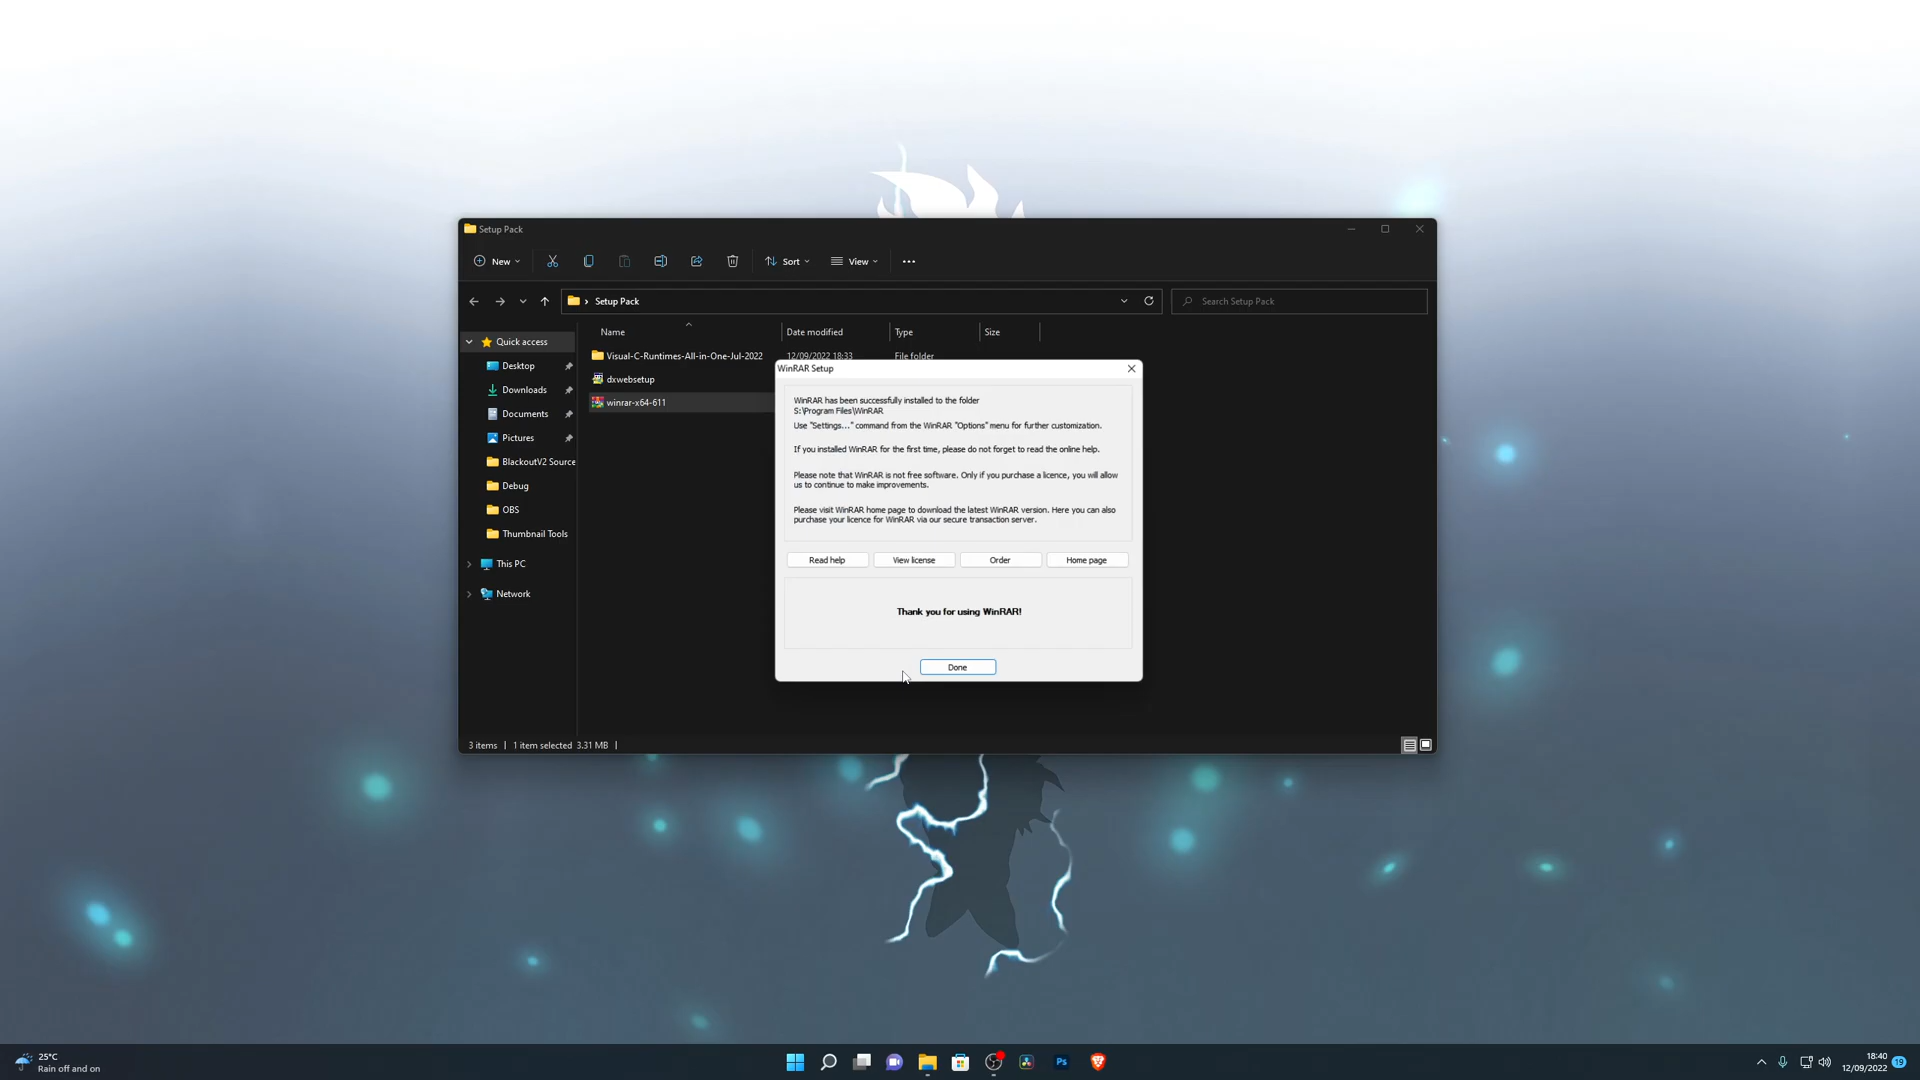 Setup Pack
New
Sort
View
Setup Pack
Search Setup Pack
Name
Date modified
Type
Size
Quick access
Desktop
Downloads
Documents
Pictures
BlackoutV2 Source
Debug
OBS
Thumbnail Tools
This PC
Network
Visual-C-Runtimes-All-in-One-Jul-2022
12/09/2022 18:33
File folder
dxwebsetup
winrar-x64-611
WinRAR Setup
WinRAR has been successfully installed to the folder
S:\Program Files\WinRAR
Use "Settings..." command from the WinRAR "Options" menu for further customization.
If you installed WinRAR for the first time, please do not forget to read the online help.
Please note that WinRAR is not free software. Only if you purchase a licence, you will allow
us to continue to make improvements.
Please visit WinRAR home page to download the latest WinRAR version. Here you can also
purchase your licence for WinRAR via our secure transaction server.
Read help
View license
Order
Home page
Thank you for using WinRAR!
Done
3 items
1 item selected 3.31 MB
25°C
Rain off and on
Ps
18:40
12/09/2022
19